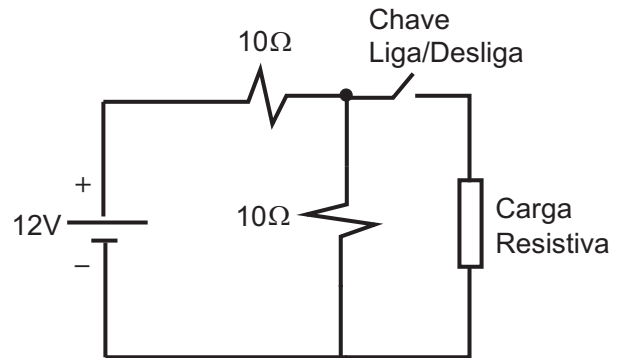 Chave
Liga/Desliga
10Ω
+
12V
−
10Ω
Carga
Resistiva